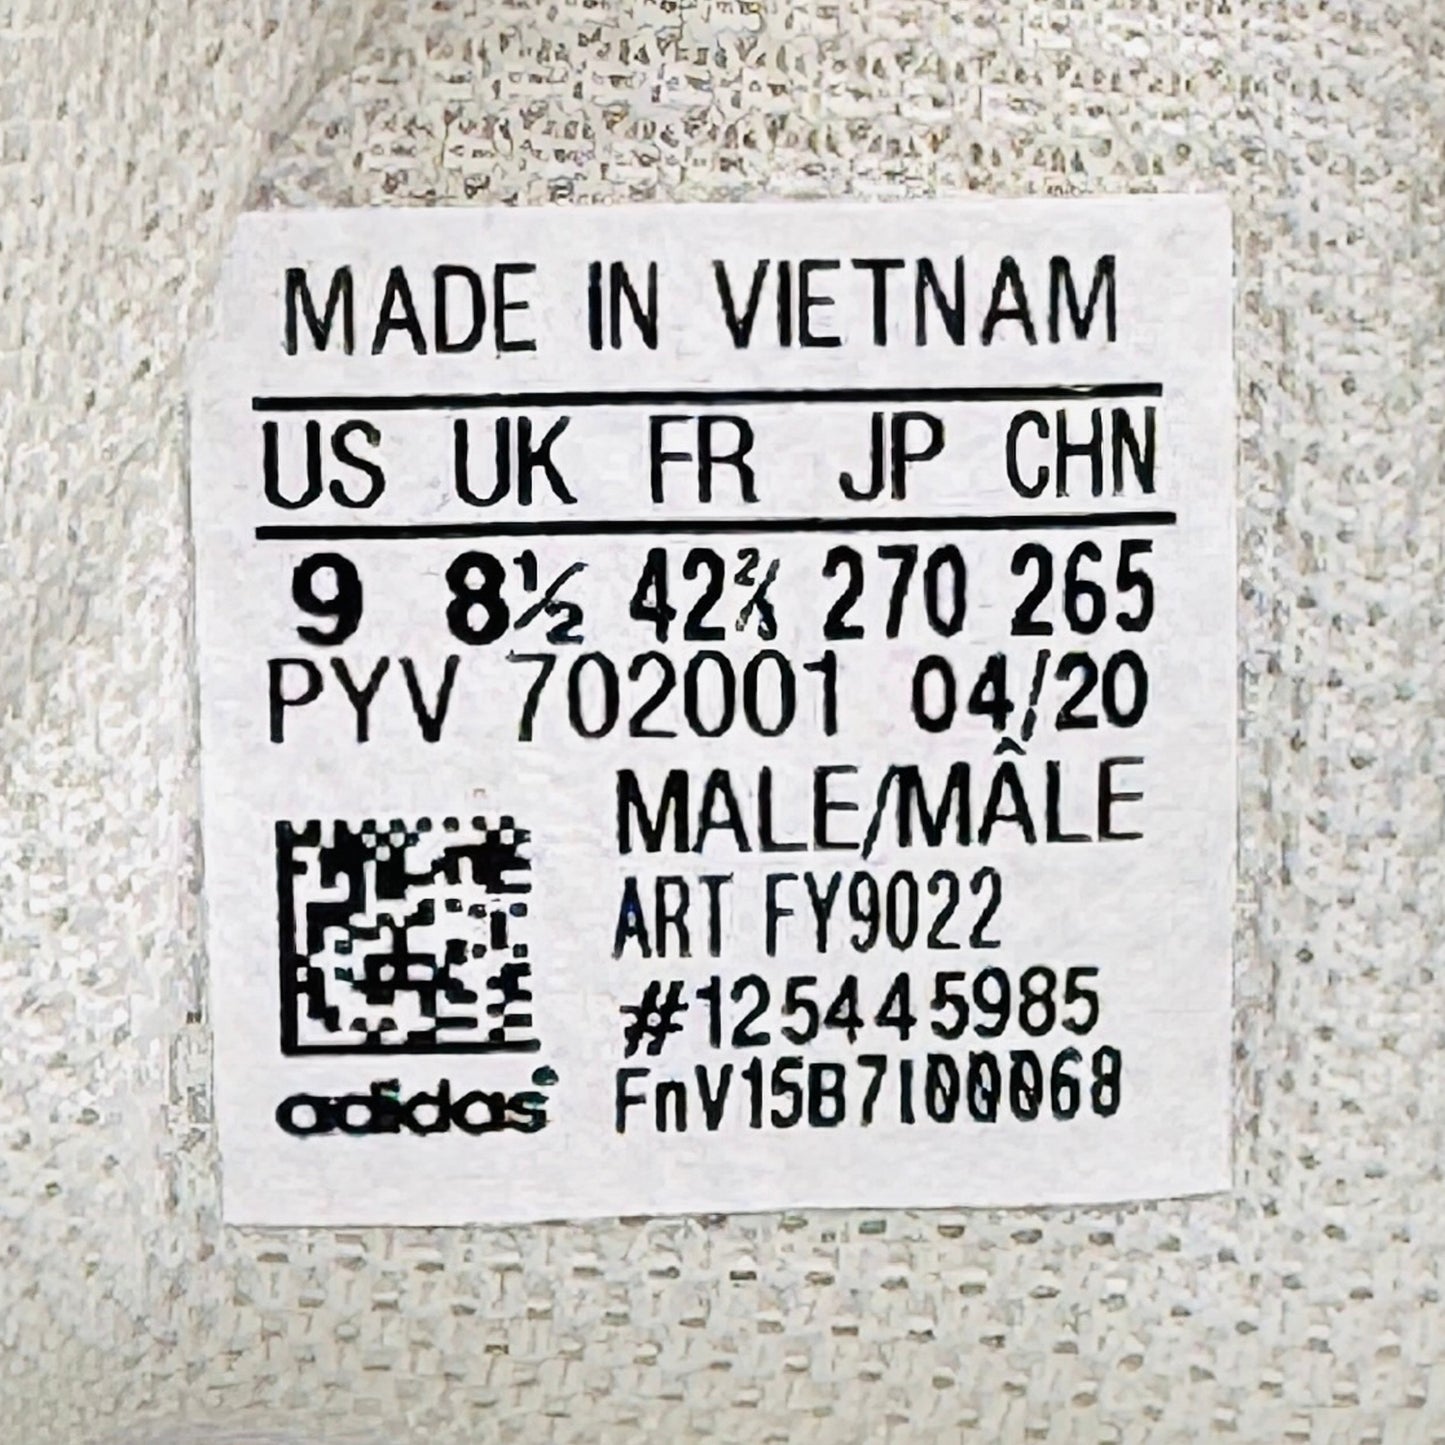 MADE IN VIETNAM
US UK FR JP CHN
9 8½ 42⅔ 270 265
PYV 702001 04/20
MALE/MÂLE
ART FY9022
#125445985
FnV15B7I000068
adidas